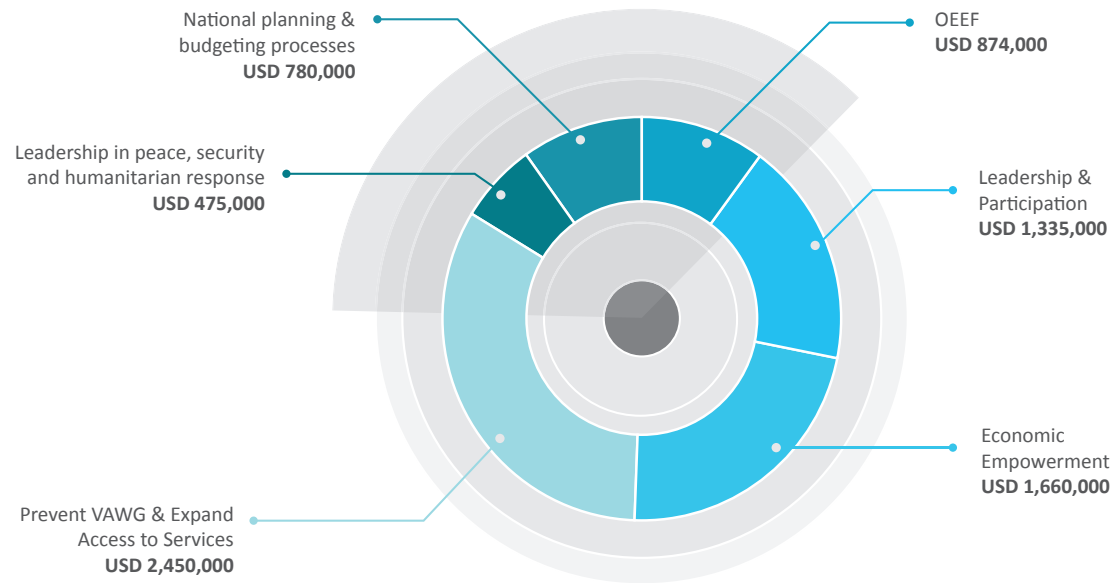 National planning &
budgeting processes
USD 780,000
OEEF
USD 874,000
Leadership in peace, security
and humanitarian response
USD 475,000
Leadership &
Participation
USD 1,335,000
Economic
Empowerment
USD 1,660,000
Prevent VAWG & Expand
Access to Services
USD 2,450,000